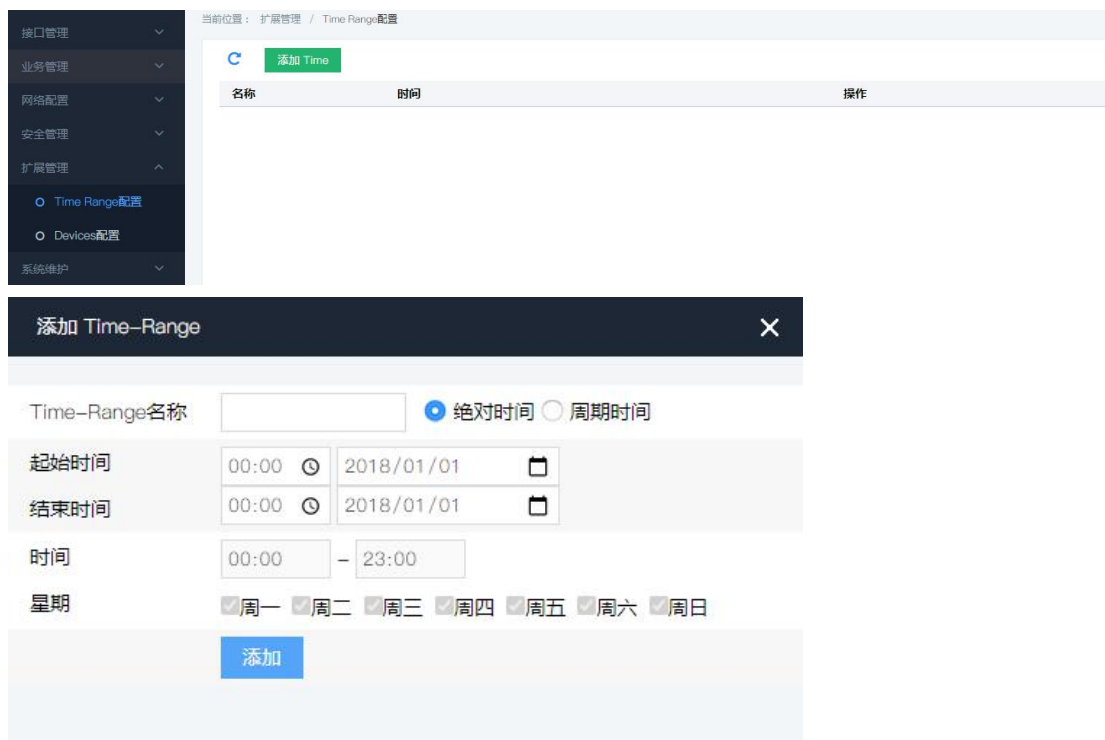 当前位置： 扩展管理 / Time Range配置
接口管理
业务管理
网络配置
安全管理
扩展管理
Time Range配置
Devices配置
系统维护
添加 Time
名称 时间 操作
添加 Time-Range
Time-Range名称 绝对时间 周期时间
起始时间 00:00 2018/01/01
结束时间 00:00 2018/01/01
时间 00:00 - 23:00
星期 周一 周二 周三 周四 周五 周六 周日
添加